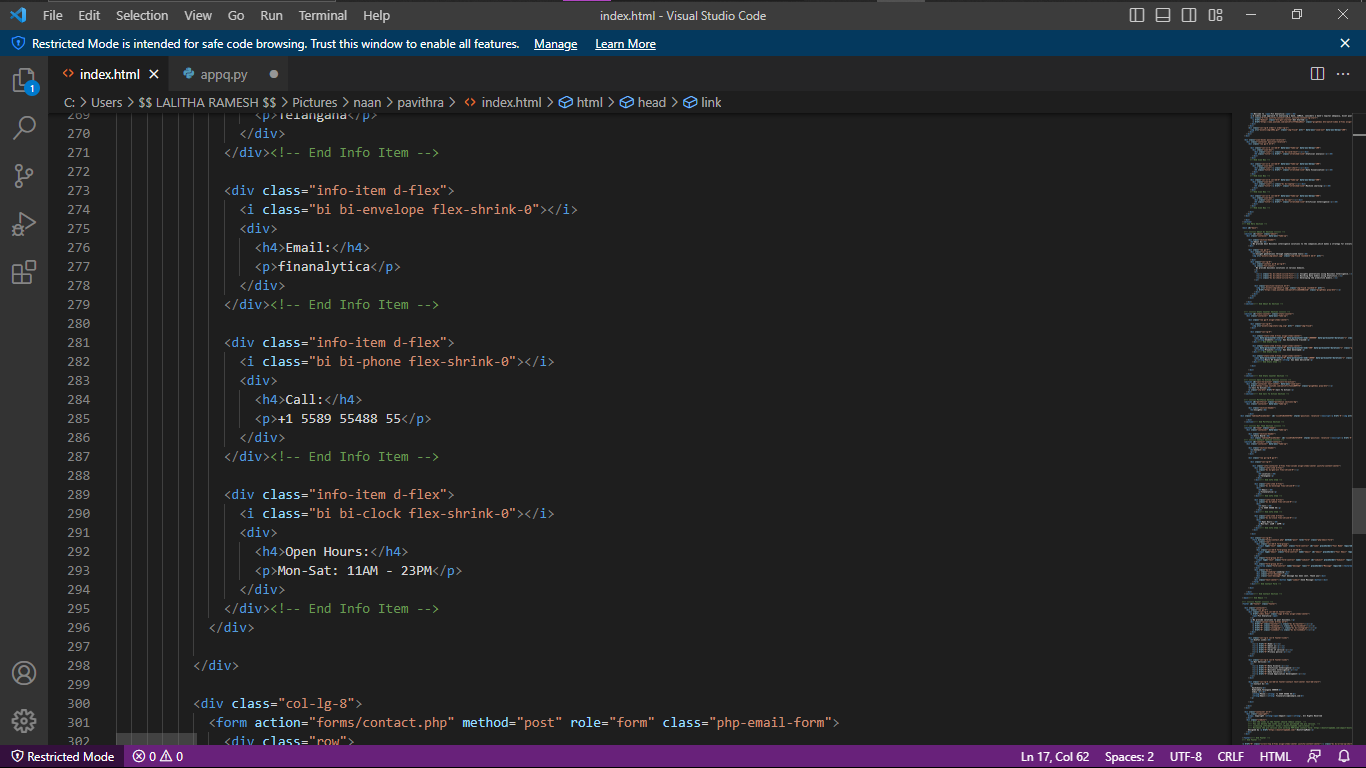 File Edit Selection View Go Run Terminal Help index.html - Visual Studio Code
Restricted Mode is intended for safe code browsing. Trust this window to enable all features. Manage Learn More
index.html appq.py
C: > Users > $$ LALITHA RAMESH $$ > Pictures > naan > pavithra > index.html > html > head > link
1
269 <p>Telangana</p>
270 </div>
271 </div><!-- End Info Item -->
272
273 <div class="info-item d-flex">
274 <i class="bi bi-envelope flex-shrink-0"></i>
275 <div>
276 <h4>Email:</h4>
277 <p>finanalytica</p>
278 </div>
279 </div><!-- End Info Item -->
280
281 <div class="info-item d-flex">
282 <i class="bi bi-phone flex-shrink-0"></i>
283 <div>
284 <h4>Call:</h4>
285 <p>+1 5589 55488 55</p>
286 </div>
287 </div><!-- End Info Item -->
288
289 <div class="info-item d-flex">
290 <i class="bi bi-clock flex-shrink-0"></i>
291 <div>
292 <h4>Open Hours:</h4>
293 <p>Mon-Sat: 11AM - 23PM</p>
294 </div>
295 </div><!-- End Info Item -->
296 </div>
297
298 </div>
299
300 <div class="col-lg-8">
301 <form action="forms/contact.php" method="post" role="form" class="php-email-form">
302 <div class="row">
Restricted Mode 0 0 Ln 17, Col 62 Spaces: 2 UTF-8 CRLF HTML